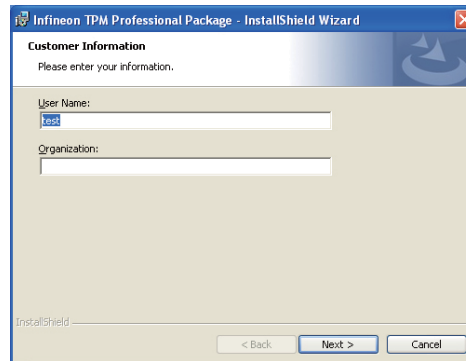 Infineon TPM Professional Package - InstallShield Wizard
Customer Information
Please enter your information.
User Name:
test
Organization:
InstallShield
< Back Next > Cancel